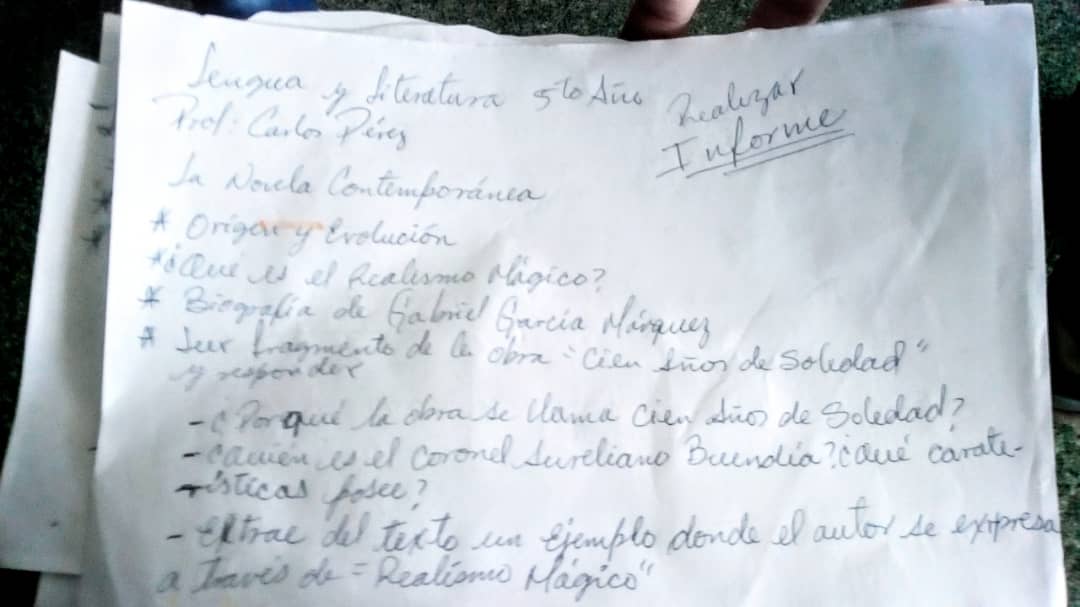 Lengua y Literatura 5to Año
Prof: Carlos Pérez
Realizar
Informe
La Novela Contemporánea
* Origen y Evolución
* ¿Qué es el Realismo Mágico?
* Biografía de Gabriel García Márquez
* Leer fragmento de la obra "Cien Años de Soledad"
y responder
- ¿Porqué la obra se llama Cien Años de Soledad?
- ¿Quién es el Coronel Aureliano Buendía? ¿Qué carate-
rísticas posee?
- Extrae del texto un Ejemplo donde el autor se expresa
a través de "Realismo Mágico"